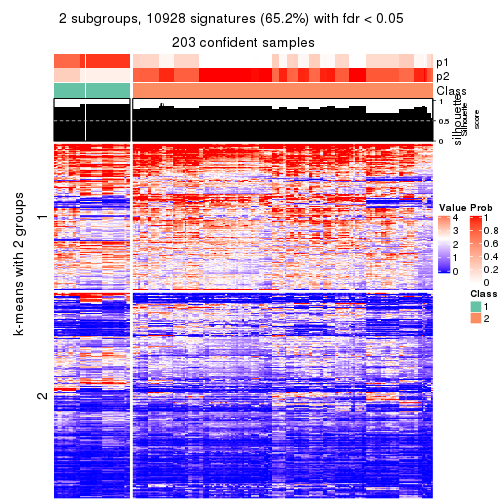 2 subgroups, 10928 signatures (65.2%) with fdr < 0.05
203 confident samples
p1
p2
Class
1
0.5
0
silhouette
Silhouette
score
k-means with 2 groups
1
2
Value
4
3
2
1
0
Prob
1
0.8
0.6
0.4
0.2
0
Class
1
2